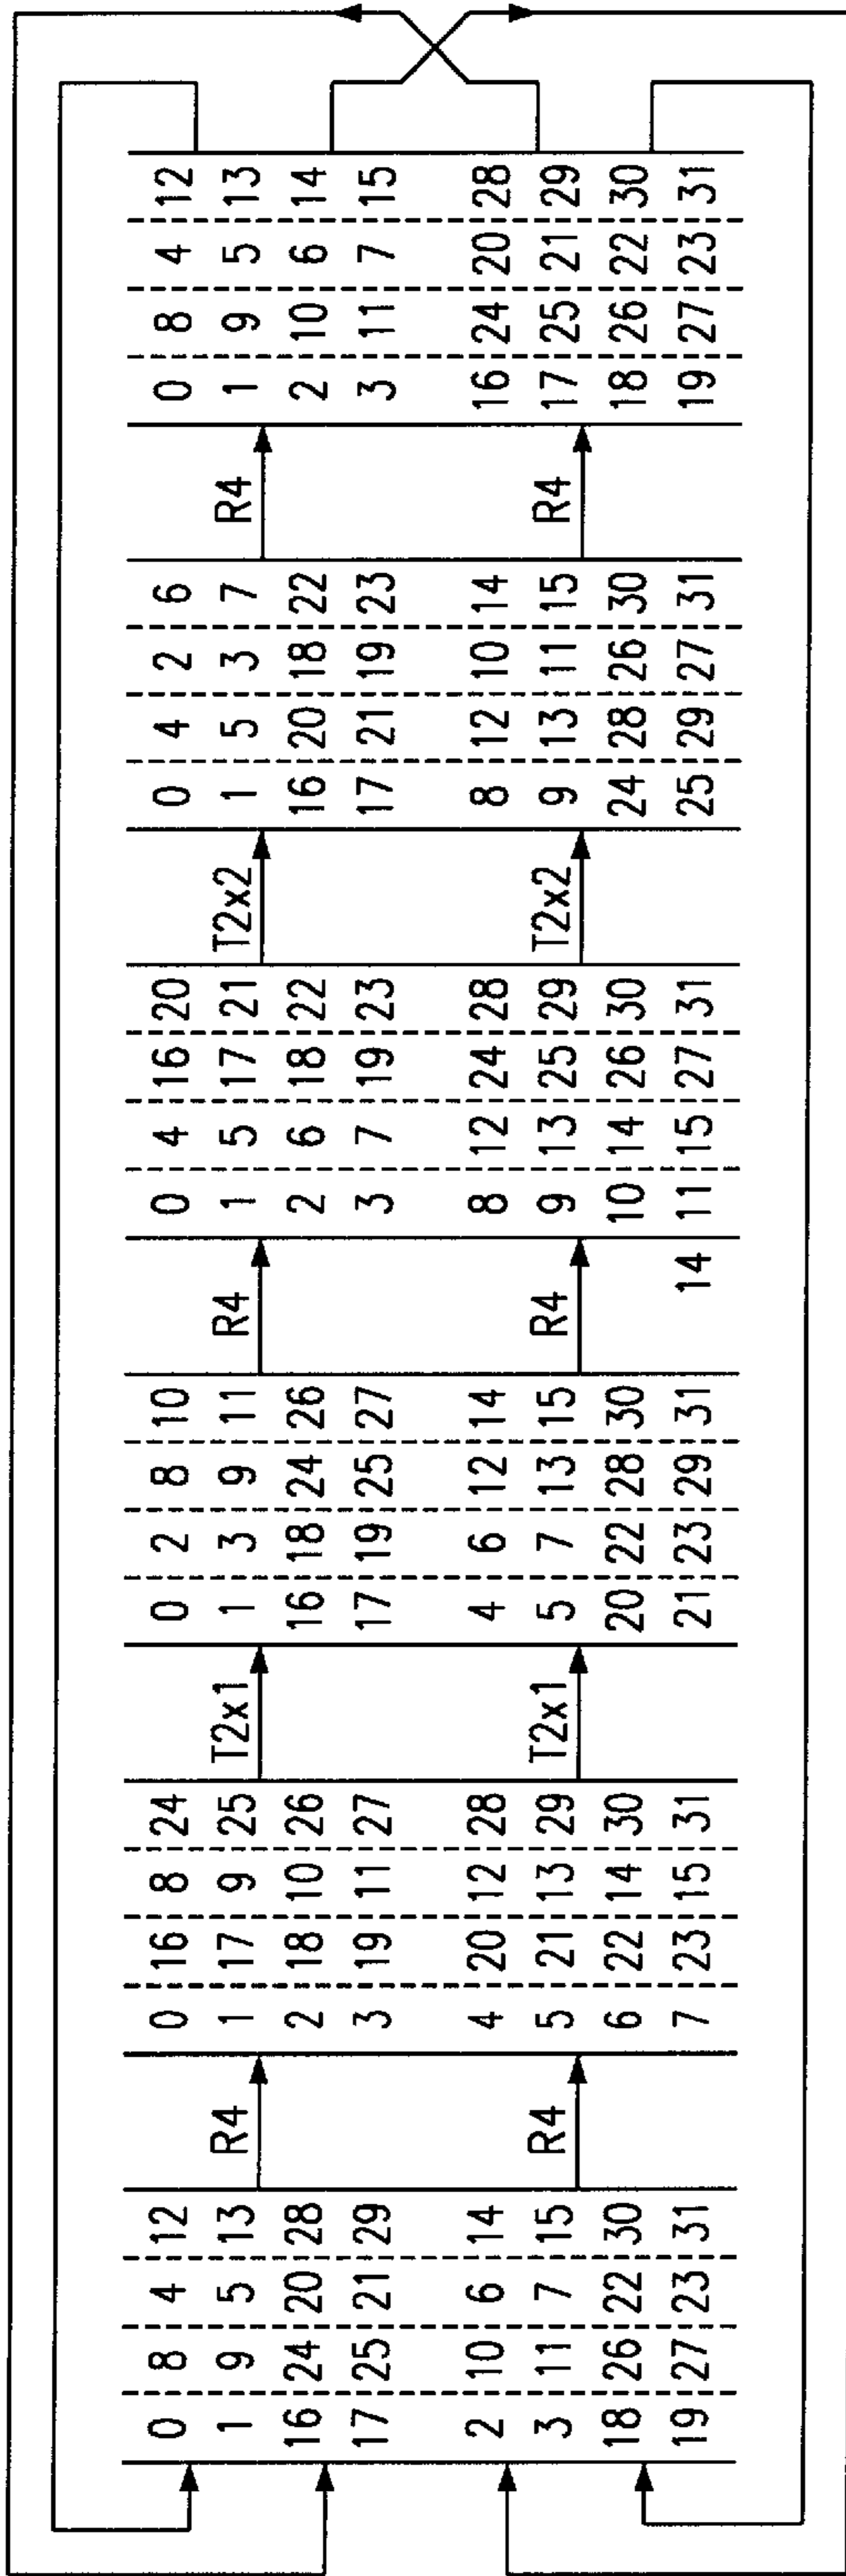 0 8 4 12 0 16 8 24 0 2 8 10 0 4 16 20 0 4 2 6 0 8 4 12
1 9 5 13 R4 1 17 9 25 T2x1 1 3 9 11 R4 1 5 17 21 T2x2 1 5 3 7 R4 1 9 5 13
16 24 20 28 2 18 10 26 16 18 24 26 2 6 18 22 16 20 18 22 2 10 6 14
17 25 21 29 3 19 11 27 17 19 25 27 3 7 19 23 17 21 19 23 3 11 7 15
2 10 6 14 4 20 12 28 4 6 12 14 8 12 24 28 8 12 10 14 16 24 20 28
3 11 7 15 R4 5 21 13 29 T2x1 5 7 13 15 R4 9 13 25 29 T2x2 9 13 11 15 R4 17 25 21 29
18 26 22 30 6 22 14 30 20 22 28 30 10 14 26 30 24 28 26 30 18 26 22 30
19 27 23 31 7 23 15 31 21 23 29 31 14 11 15 27 31 25 29 27 31 19 27 23 31